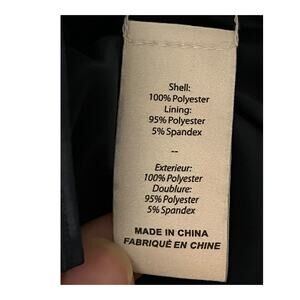 Shell:
100% Polyester
Lining:
95% Polyester
5% Spandex
--
Exterieur:
100% Polyester
Doublure:
95% Polyester
5% Spandex
MADE IN CHINA
FABRIQUÉ EN CHINE